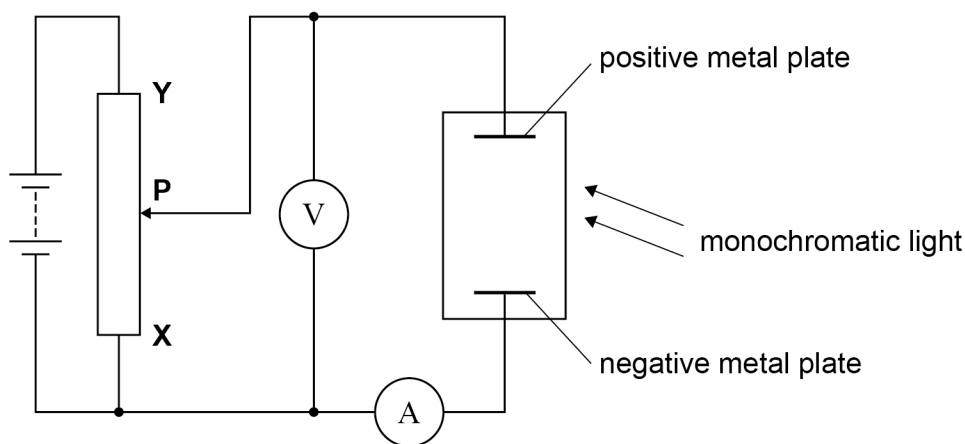 positive metal plate
Y
P
V
monochromatic light
X
negative metal plate
A